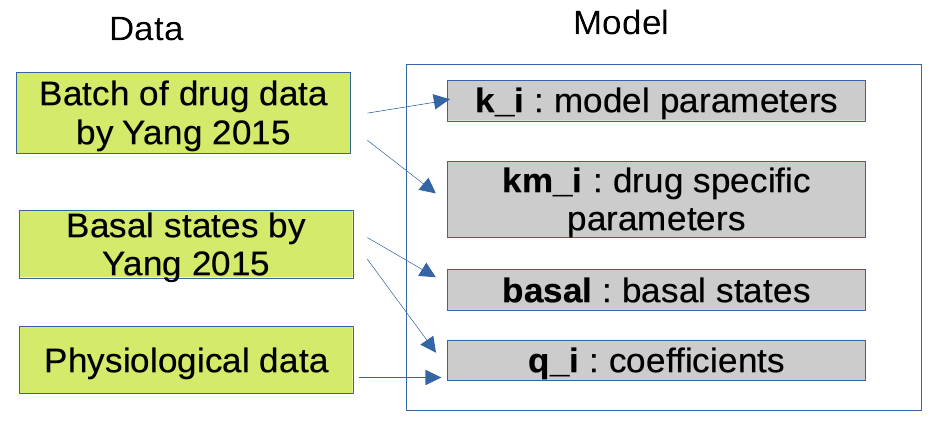 Data
Model
Batch of drug data
by Yang 2015
k_i : model parameters
km_i : drug specific
parameters
Basal states by
Yang 2015
basal : basal states
Physiological data
q_i : coefficients